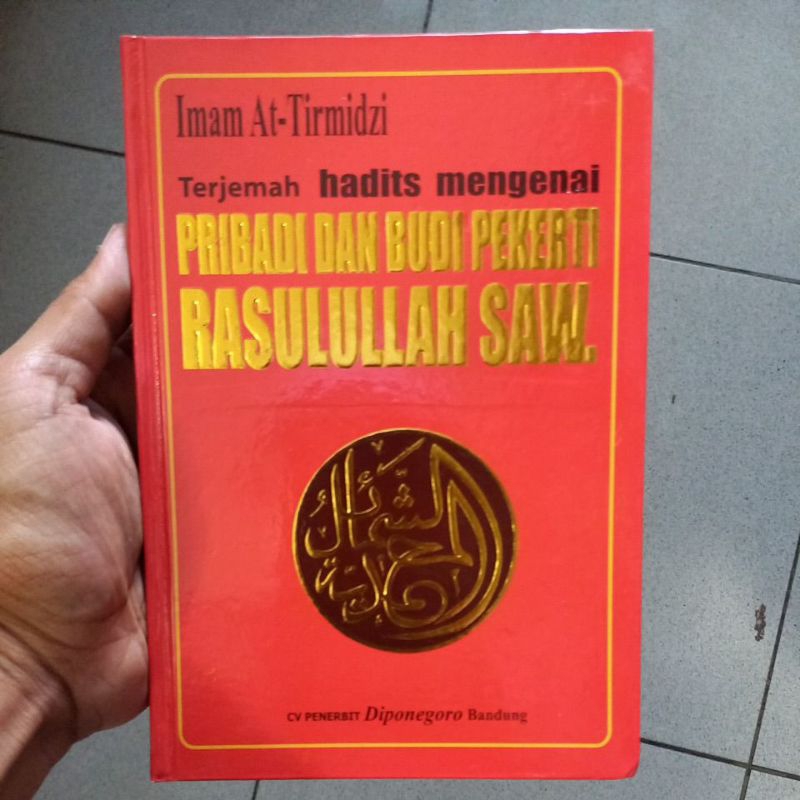 Imam At-Tirmidzi
Terjemah hadits mengenai
PRIBADI DAN BUDI PEKERTI
RASULULLAH SAW.
الشمائل
المحمدية
CV PENERBIT Diponegoro Bandung